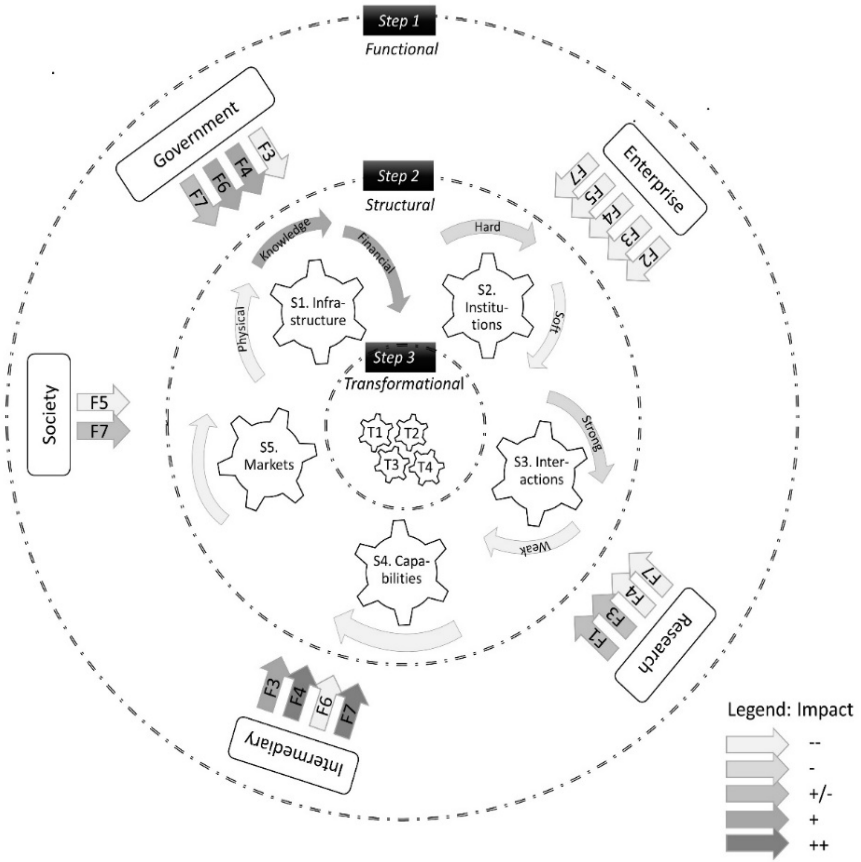 Step 1
Functional
Government
F3
F4
F6
F7
Enterprise
F7
F5
F4
F3
F2
Step 2
Structural
Knowledge
Financial
Physical
S1. Infra-
structure
Hard
Soft
S2.
Institu-
tions
Step 3
Transformational
T1
T2
T3
T4
Society
F5
F7
S5.
Markets
Strong
Weak
S3. Inter-
actions
S4. Capa-
bilities
Research
F7
F4
F3
F1
Intermediary
F3
F4
F6
F7
Legend: Impact
--
-
+/-
+
++